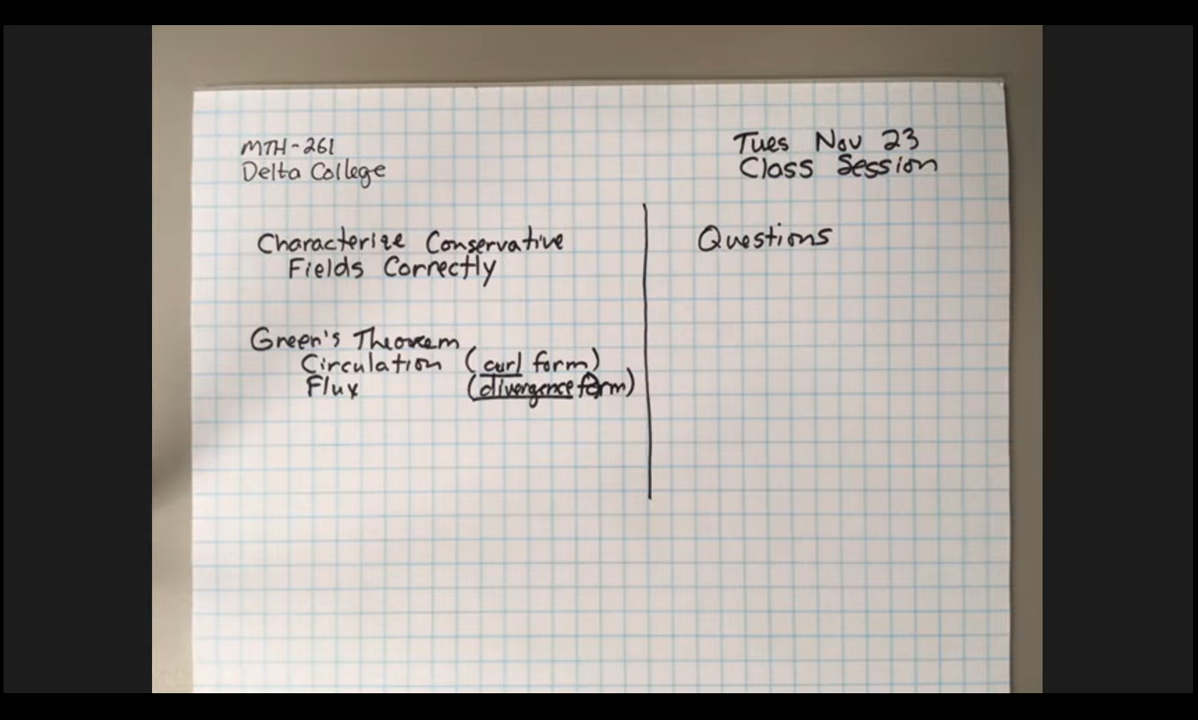 MTH-261
Delta College
Tues Nov 23
Class Session
Characterize Conservative
Fields Correctly
Green's Theorem
Circulation (curl form)
Flux (divergence form)
Questions